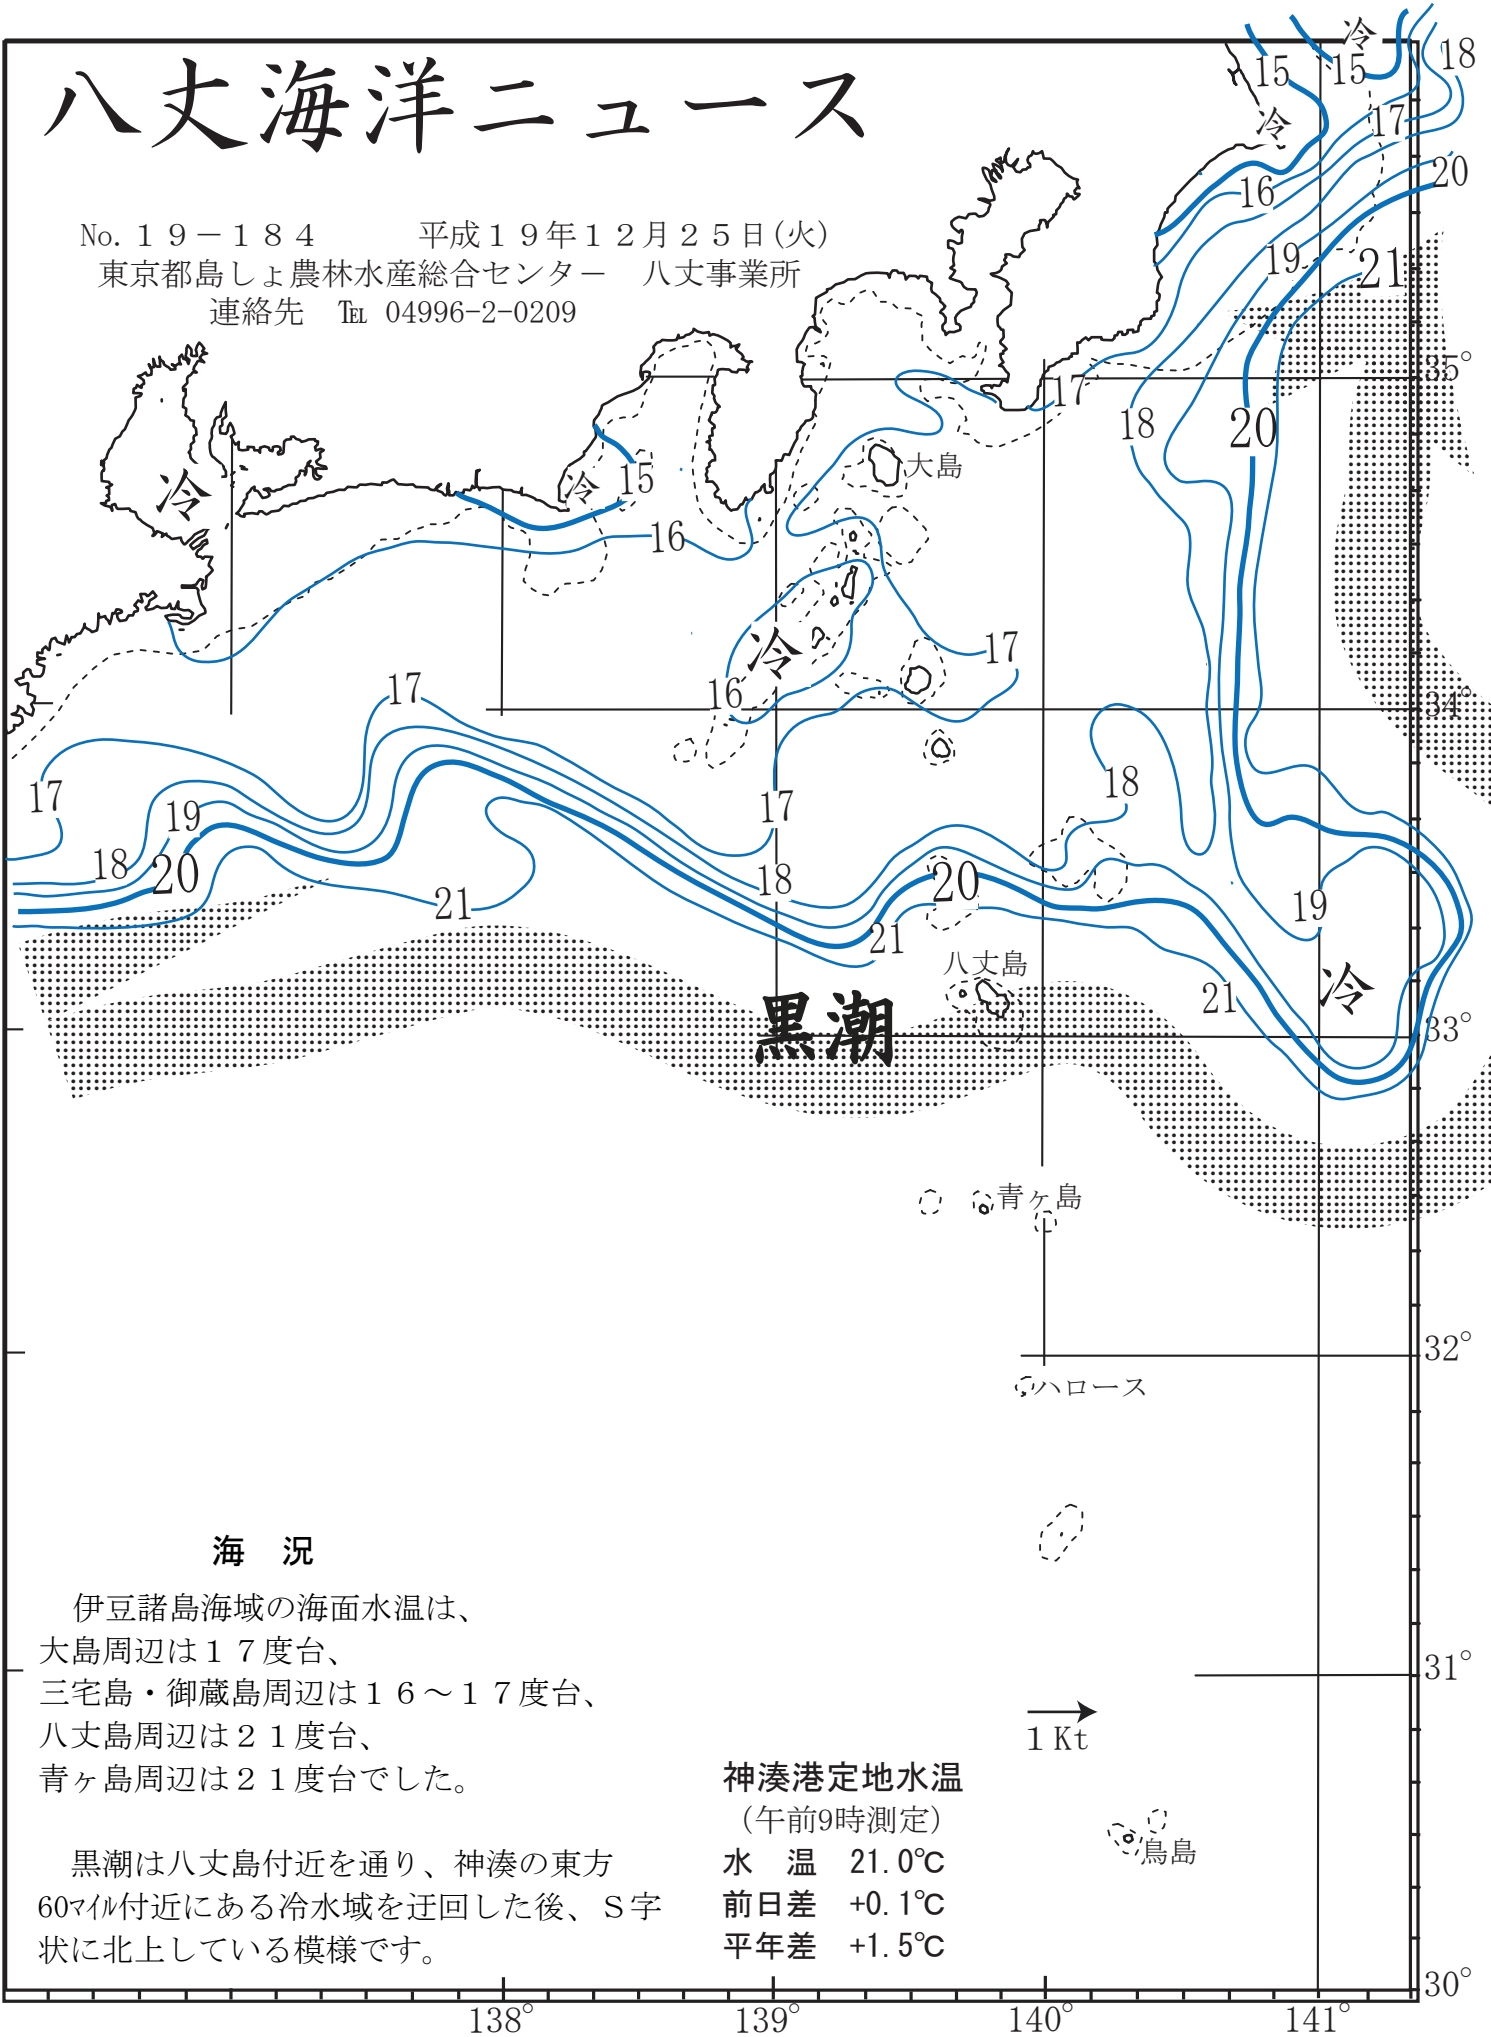 八丈海洋ニュース
No.１９－１８４　平成１９年１２月２５日(火)
東京都島しょ農林水産総合センター　八丈事業所
連絡先　℡ 04996-2-0209
冷
15
15
18
冷
17
16
20
19
21
35°
17
18
20
大島
冷
冷
15
16
冷
17
16
34°
17
17
17
18
19
18
20
18
20
21
21
19
八丈島
冷
21
黒潮
33°
青ヶ島
32°
ハロース
31°
1 Kt
鳥島
30°
138°
139°
140°
141°
海　況
伊豆諸島海域の海面水温は、
大島周辺は１７度台、
三宅島・御蔵島周辺は１６～１７度台、
八丈島周辺は２１度台、
青ヶ島周辺は２１度台でした。
黒潮は八丈島付近を通り、神湊の東方
60ﾏｲﾙ付近にある冷水域を迂回した後、Ｓ字
状に北上している模様です。
神湊港定地水温
（午前9時測定）
水　温　21.0℃
前日差　+0.1℃
平年差　+1.5℃